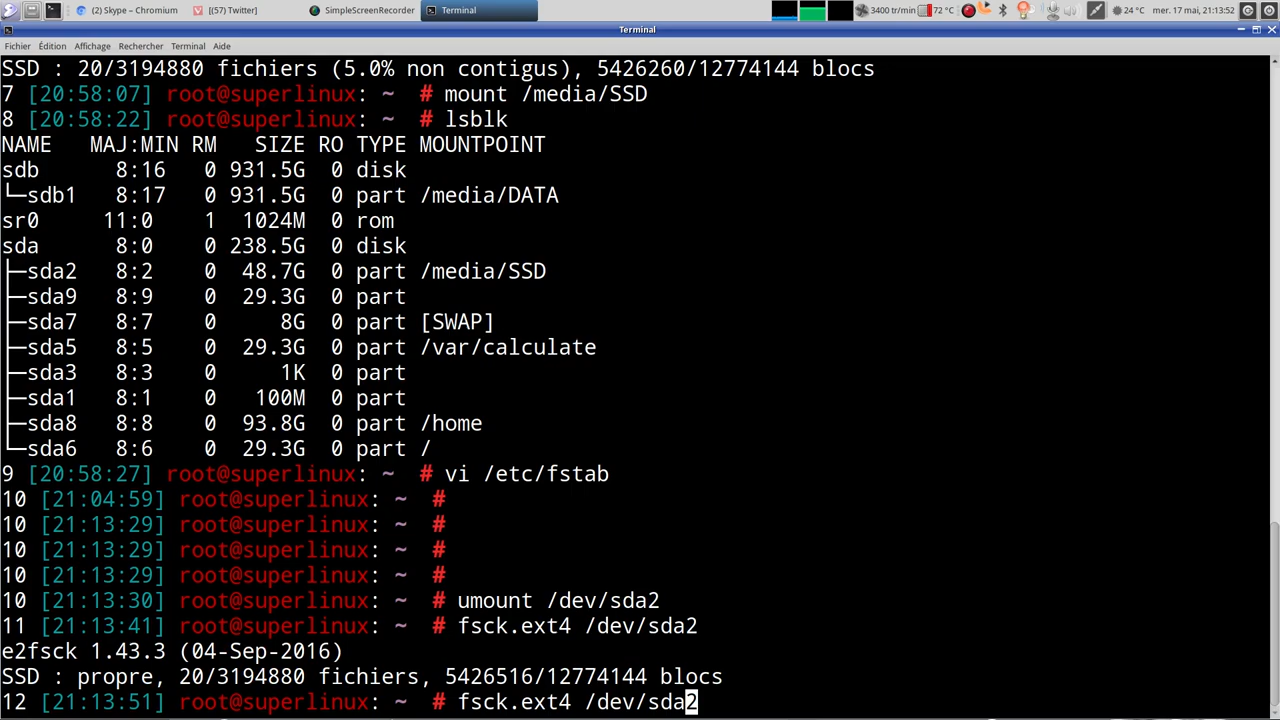 (2) Skype – Chromium
[(57) Twitter]
SimpleScreenRecorder
Terminal
3400 tr/min
72 °C
24 °C
mer. 17 mai, 21:13:52
Terminal
Fichier Édition Affichage Rechercher Terminal Aide
SSD : 20/3194880 fichiers (5.0% non contigus), 5426260/12774144 blocs
7 [20:58:07] root@superlinux: ~ # mount /media/SSD
8 [20:58:22] root@superlinux: ~ # lsblk
NAME MAJ:MIN RM SIZE RO TYPE MOUNTPOINT
sdb 8:16 0 931.5G 0 disk
└─sdb1 8:17 0 931.5G 0 part /media/DATA
sr0 11:0 1 1024M 0 rom
sda 8:0 0 238.5G 0 disk
├─sda2 8:2 0 48.7G 0 part /media/SSD
├─sda9 8:9 0 29.3G 0 part
├─sda7 8:7 0 8G 0 part [SWAP]
├─sda5 8:5 0 29.3G 0 part /var/calculate
├─sda3 8:3 0 1K 0 part
├─sda1 8:1 0 100M 0 part
├─sda8 8:8 0 93.8G 0 part /home
└─sda6 8:6 0 29.3G 0 part /
9 [20:58:27] root@superlinux: ~ # vi /etc/fstab
10 [21:04:59] root@superlinux: ~ #
10 [21:13:29] root@superlinux: ~ #
10 [21:13:29] root@superlinux: ~ #
10 [21:13:29] root@superlinux: ~ #
10 [21:13:30] root@superlinux: ~ # umount /dev/sda2
11 [21:13:41] root@superlinux: ~ # fsck.ext4 /dev/sda2
e2fsck 1.43.3 (04-Sep-2016)
SSD : propre, 20/3194880 fichiers, 5426516/12774144 blocs
12 [21:13:51] root@superlinux: ~ # fsck.ext4 /dev/sda2